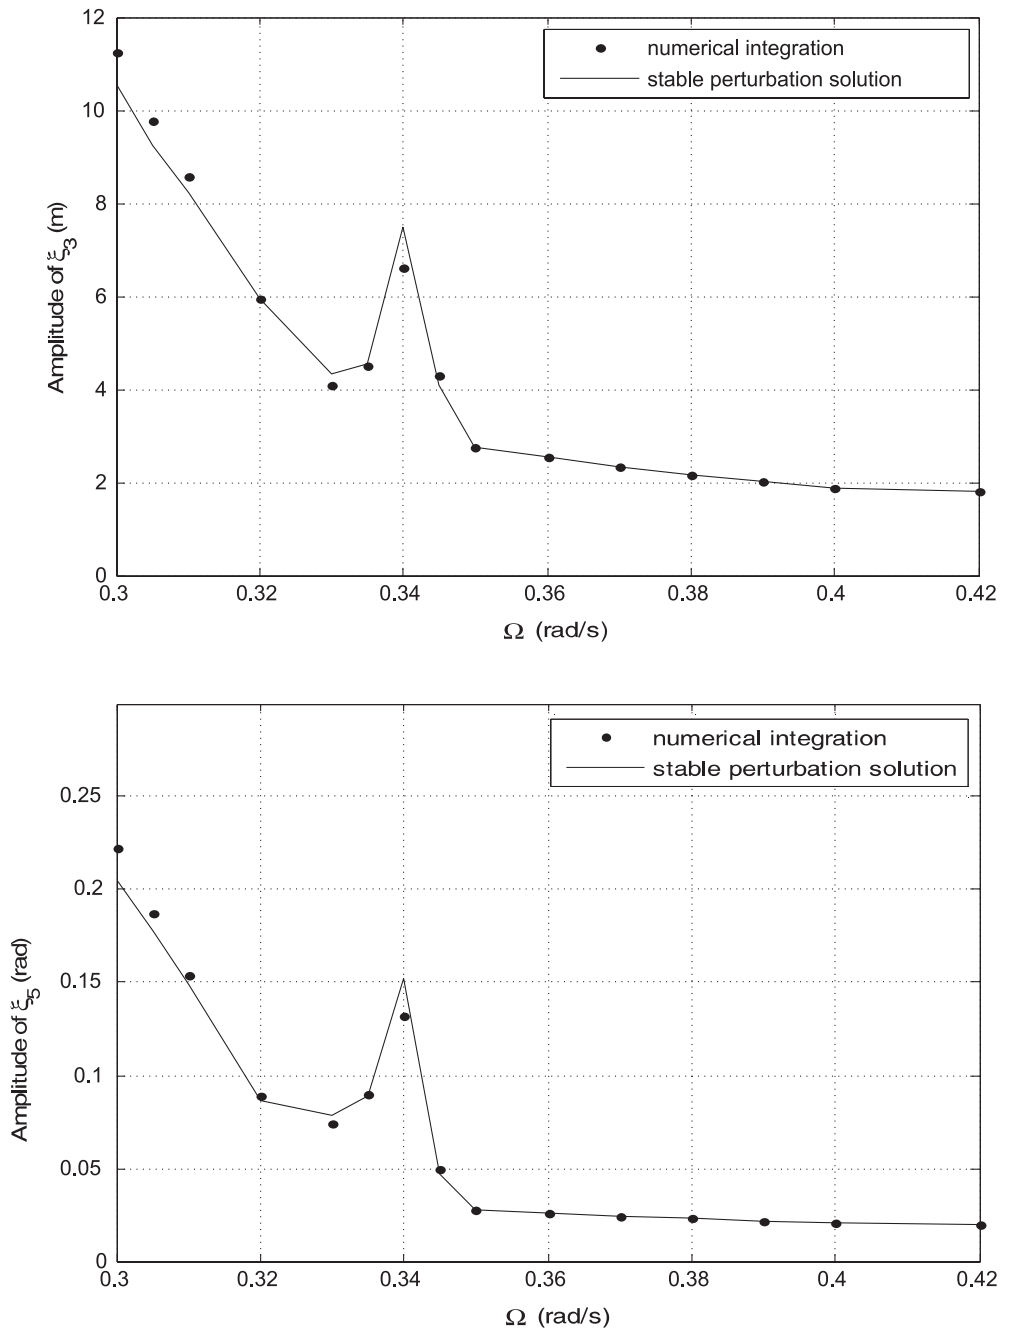 12
numerical integration
stable perturbation solution
10
8
6
4
2
0
Amplitude of ξ3 (m)
0.3 0.32 0.34 0.36 0.38 0.4 0.42
Ω (rad/s)
numerical integration
stable perturbation solution
0.25
0.2
0.15
0.1
0.05
0
Amplitude of ξ5 (rad)
0.3 0.32 0.34 0.36 0.38 0.4 0.42
Ω (rad/s)